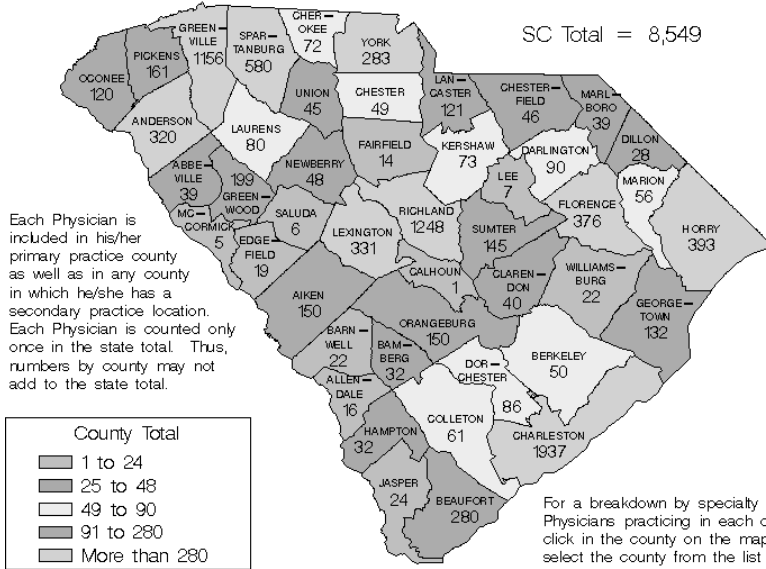 SC Total = 8,549
CHER–
OKEE
72
GREEN–
VILLE
1156
SPAR–
TANBURG
580
YORK
283
PICKENS
161
OCONEE
120
UNION
45
CHESTER
49
LAN–
CASTER
121
CHESTER–
FIELD
46
MARL–
BORO
39
ANDERSON
320
LAURENS
80
FAIRFIELD
14
KERSHAW
73
DARLINGTON
90
DILLON
28
ABBE–
VILLE
39
199
GREEN–
WOOD
NEWBERRY
48
LEE
7
MARION
56
MC–
CORMICK
5
SALUDA
6
LEXINGTON
331
RICHLAND
1248
SUMTER
145
FLORENCE
376
HORRY
393
EDGE–
FIELD
19
CALHOUN
1
CLAREN–
DON
40
WILLIAMS–
BURG
22
AIKEN
150
ORANGEBURG
150
GEORGE–
TOWN
132
BARN–
WELL
22
BAM–
BERG
32
DOR–
CHESTER
86
BERKELEY
50
ALLEN–
DALE
16
COLLETON
61
CHARLESTON
1937
HAMPTON
32
JASPER
24
BEAUFORT
280
Each Physician is
included in his/her
primary practice county
as well as in any county
in which he/she has a
secondary practice location.
Each Physician is counted only
once in the state total. Thus,
numbers by county may not
add to the state total.
County Total
1 to 24
25 to 48
49 to 90
91 to 280
More than 280
For a breakdown by specialty
Physicians practicing in each
click in the county on the map
select the county from the list